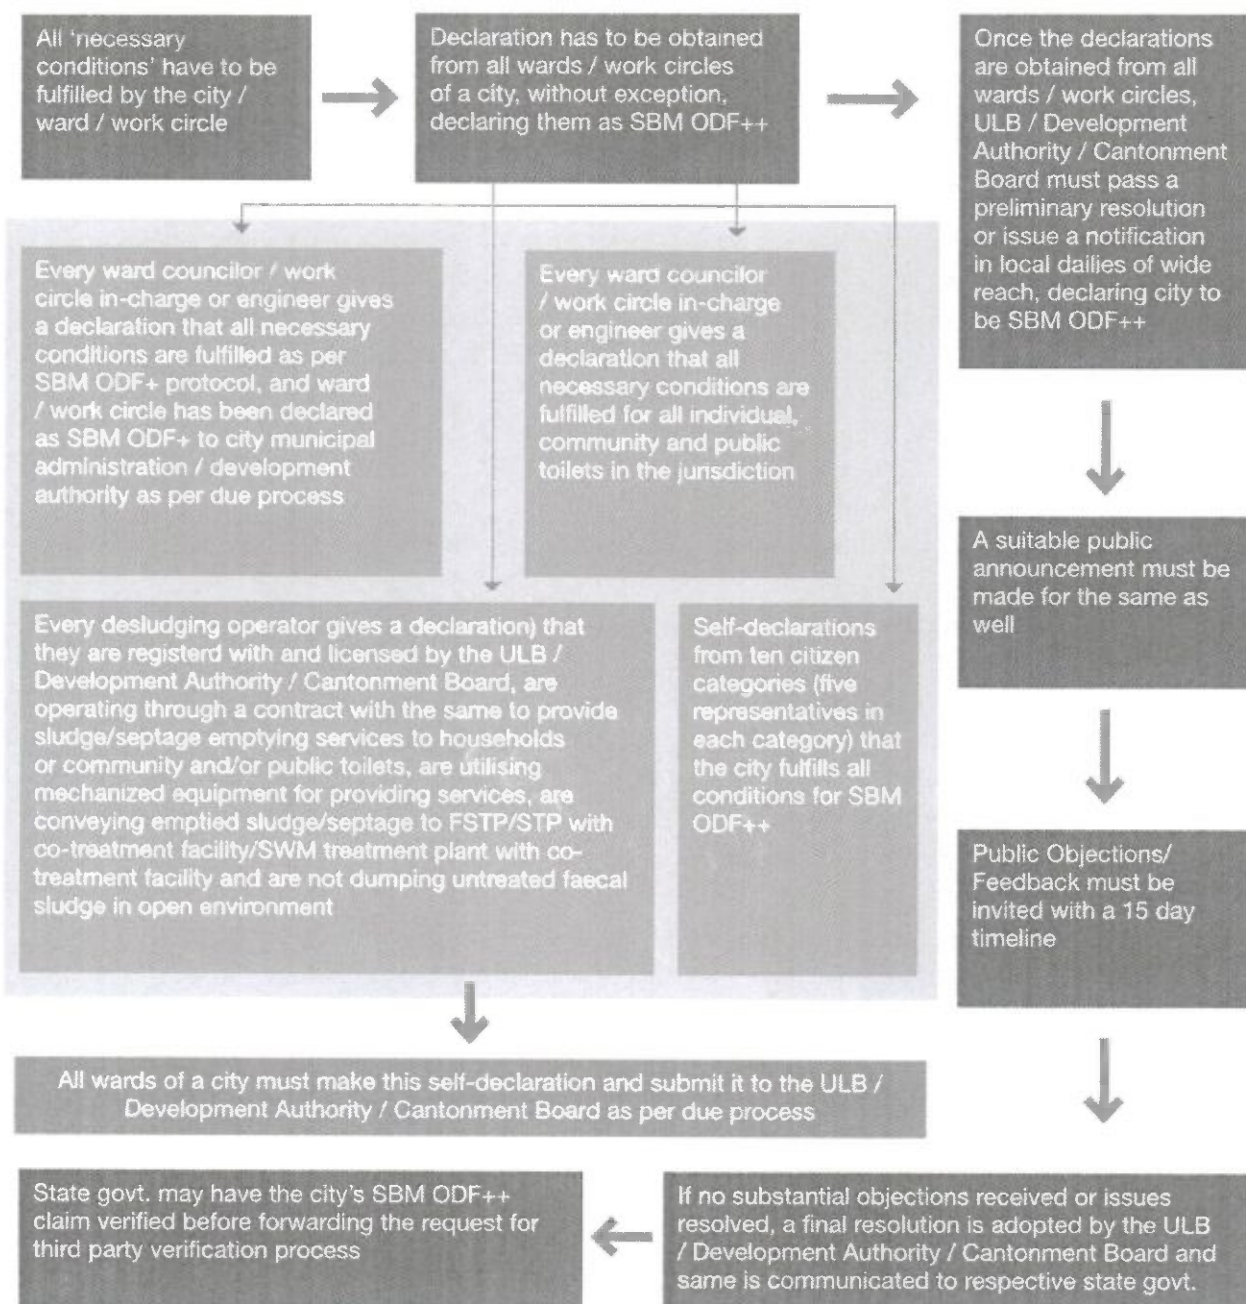 All ‘necessary
conditions’ have to be
fulfilled by the city /
ward / work circle
Declaration has to be obtained
from all wards / work circles
of a city, without exception,
declaring them as SBM ODF++
Once the declarations
are obtained from all
wards / work circles,
ULB / Development
Authority / Cantonment
Board must pass a
preliminary resolution
or issue a notification
in local dailies of wide
reach, declaring city to
be SBM ODF++
Every ward councilor / work
circle in-charge or engineer gives
a declaration that all necessary
conditions are fulfilled as per
SBM ODF+ protocol, and ward
/ work circle has been declared
as SBM ODF+ to city municipal
administration / development
authority as per due process
Every ward councilor
/ work circle in-charge
or engineer gives a
declaration that all
necessary conditions are
fulfilled for all individual,
community and public
toilets in the jurisdiction
Every desludging operator gives a declaration) that
they are registerd with and licensed by the ULB /
Development Authority / Cantonment Board, are
operating through a contract with the same to provide
sludge/septage emptying services to households
or community and/or public toilets, are utilising
mechanized equipment for providing services, are
conveying emptied sludge/septage to FSTP/STP with
co-treatment facility/SWM treatment plant with co-
treatment facility and are not dumping untreated faecal
sludge in open environment
Self-declarations
from ten citizen
categories (five
representatives in
each category) that
the city fulfills all
conditions for SBM
ODF++
A suitable public
announcement must be
made for the same as
well
Public Objections/
Feedback must be
invited with a 15 day
timeline
All wards of a city must make this self-declaration and submit it to the ULB /
Development Authority / Cantonment Board as per due process
If no substantial objections received or issues
resolved, a final resolution is adopted by the ULB
/ Development Authority / Cantonment Board and
same is communicated to respective state govt.
State govt. may have the city's SBM ODF++
claim verified before forwarding the request for
third party verification process